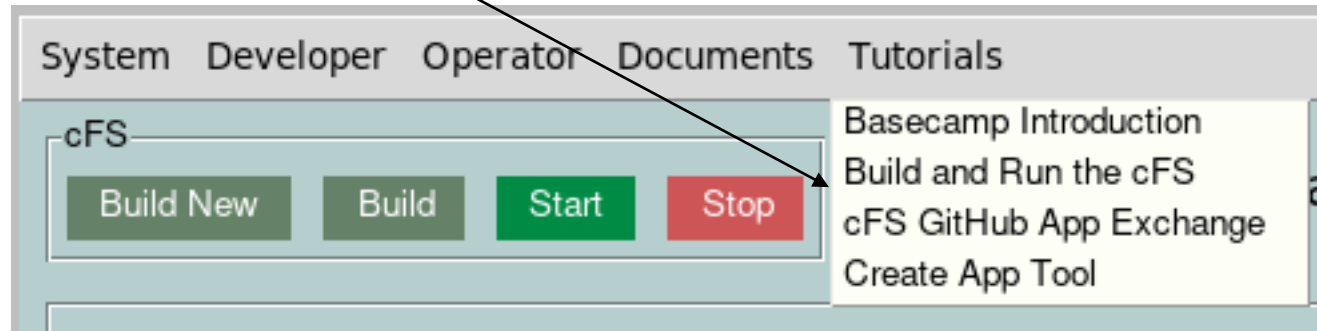 System Developer Operator Documents Tutorials
cFS
Build New Build Start Stop
Basecamp Introduction
Build and Run the cFS
cFS GitHub App Exchange
Create App Tool